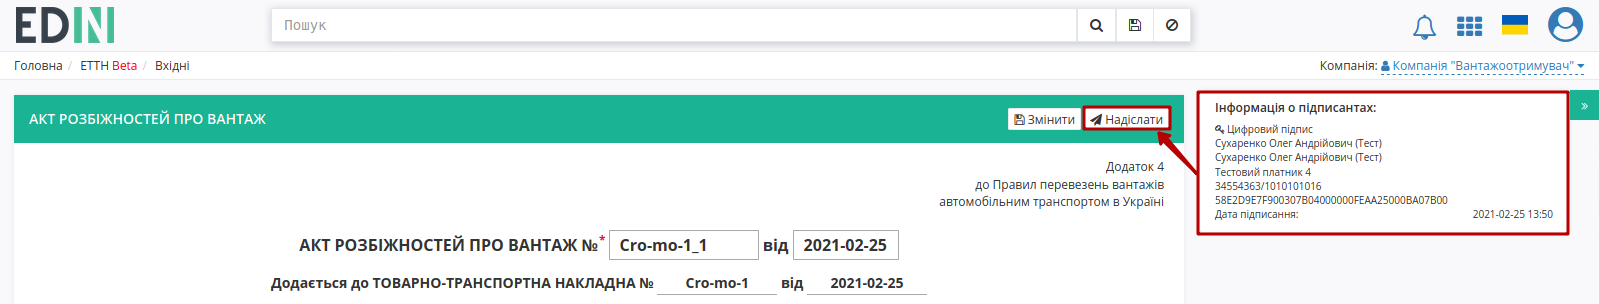 EDIN
Пошук
Головна / ЕТТН Beta / Вхідні
Компанія: Компанія "Вантажоотримувач"
АКТ РОЗБІЖНОСТЕЙ ПРО ВАНТАЖ
Змінити Надіслати
Додаток 4
до Правил перевезень вантажів
автомобільним транспортом в Україні
АКТ РОЗБІЖНОСТЕЙ ПРО ВАНТАЖ №* Cro-mo-1_1 від 2021-02-25
Додається до ТОВАРНО-ТРАНСПОРТНА НАКЛАДНА № Cro-mo-1 від 2021-02-25
»
Інформація о підписантах:
Цифровий підпис
Сухаренко Олег Андрійович (Тест)
Сухаренко Олег Андрійович (Тест)
Тестовий платник 4
34554363/1010101016
58E2D9E7F900307B04000000FEAA25000BA07B00
Дата підписання: 2021-02-25 13:50